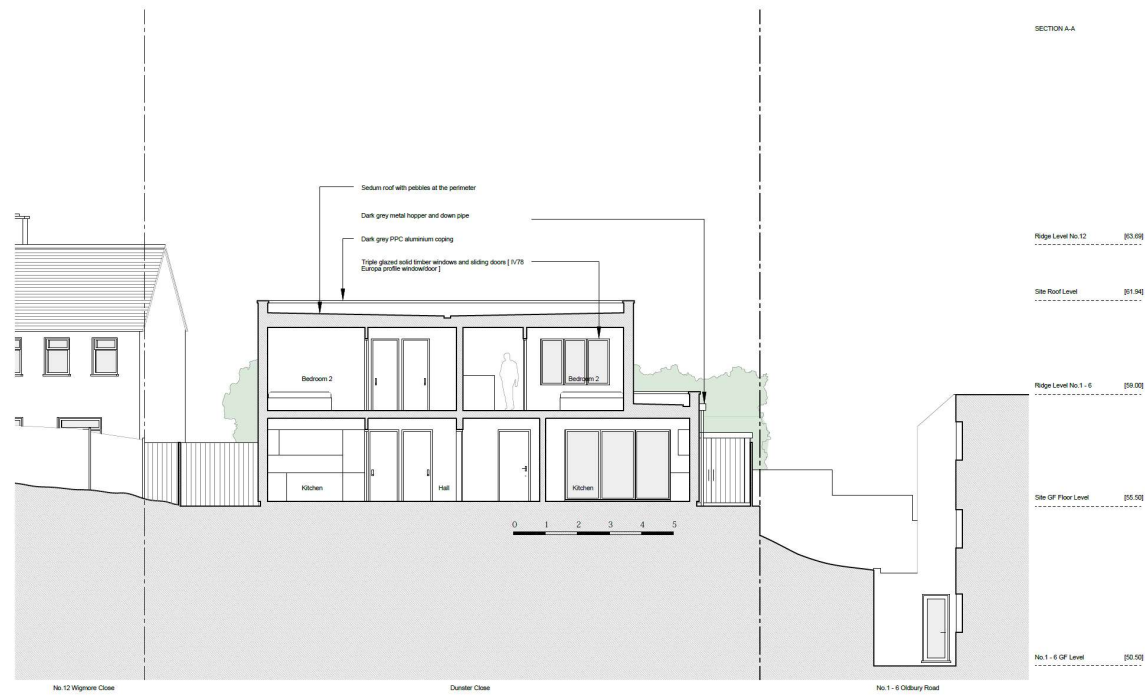 SECTION A-A
Sedum roof with pebbles at the perimeter
Dark grey metal hopper and down pipe
Dark grey PPC aluminium coping
Triple glazed solid timber windows and sliding doors [ IV78
Europa profile window/door ]
Ridge Level No.12 [63.69]
Site Roof Level [61.94]
Bedroom 2
Bedroom 2
Ridge Level No.1 - 6 [59.00]
Kitchen
Hall
Kitchen
Site GF Floor Level [55.50]
0 1 2 3 4 5
No.1 - 6 GF Level [50.50]
No.12 Wigmore Close
Dunster Close
No.1 - 6 Oldbury Road